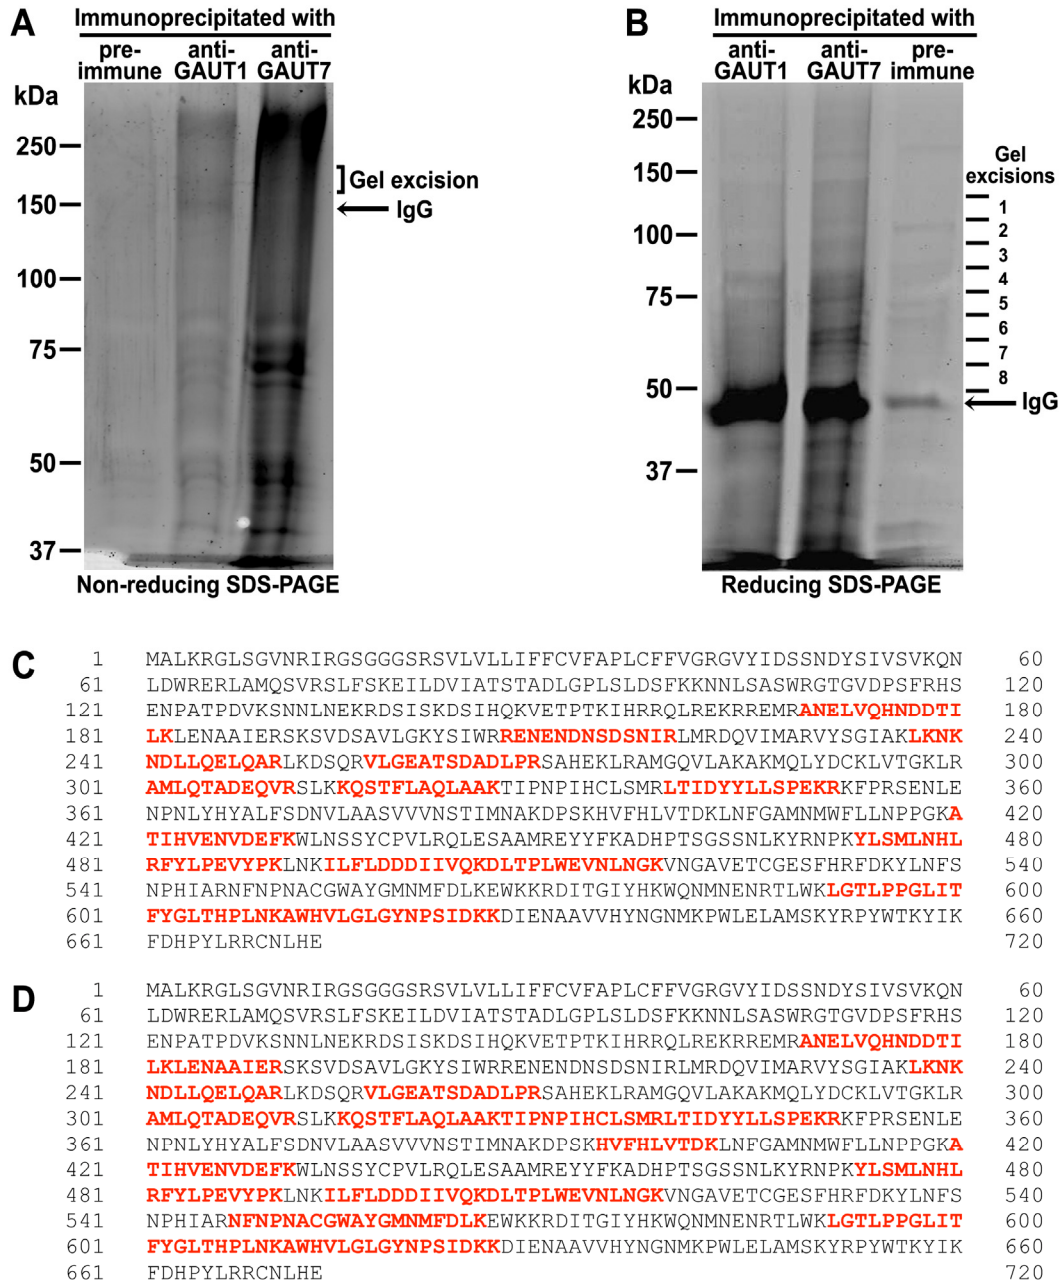 A
Immunoprecipitated with
pre-
immune
anti-
GAUT1
anti-
GAUT7
kDa
250
150
100
75
50
37
Gel excision
IgG
Non-reducing SDS-PAGE
B
Immunoprecipitated with
anti-
GAUT1
anti-
GAUT7
pre-
immune
kDa
250
150
100
75
50
37
Gel
excisions
1
2
3
4
5
6
7
8
IgG
Reducing SDS-PAGE
C
1 MALKRGLSGVNRIRGSGGGSRSVLVLLIFFCVFAPLCFFVGRGVYIDSSNDYSIVSVKQN 60
61 LDWRERLAMQSVRSLFSKEILDVIATSTADLGPLSLDSFKKNNLSASWRGTGVDPSFRHS 120
121 ENPATPDVKSNNLNEKRDSISKDSIHQKVETPTKIHRRQLREKRREMRANELVQHNDDTI 180
181 LKLENAAIERSKSVDSAVLGKYSIWRRENENDNSDSNIRLMRDQVIMARVYSGIAKLKNK 240
241 NDLLQELQARLKDSQRVLGEATSDADLPRSAHEKLRAMGQVLAKAKMQLYDCKLVTGKLR 300
301 AMLQTADEQVRSLKKQSTFLAQLAAKTIPNPIHCLSMRLTIDYYLLSPEKRKFPRSENLE 360
361 NPNLYHYALFSDNVLAASVVVNSTIMNAKDPSKHVFHLVTDKLNFGAMNMWFLLNPPGKA 420
421 TIHVENVDEFKWLNSSYCPVLRQLESAAMREYYFKADHPTSGSSNLKYRNPKYLSMLNHL 480
481 RFYLPEVYPKLNKILFLDDDIIVQKDLTPLWEVNLNGKVNGAVETCGESFHRFDKYLNFS 540
541 NPHIARNFNPNACGWAYGMNMFDLKEWKKRDITGIYHKWQNMNENRTLWKLGTLPPGLIT 600
601 FYGLTHPLNKAWHVLGLGYNPSIDKKDIENAAVVHYNGNMKPWLELAMSKYRPYWTKYIK 660
661 FDHPYLRRCNLHE 720
D
1 MALKRGLSGVNRIRGSGGGSRSVLVLLIFFCVFAPLCFFVGRGVYIDSSNDYSIVSVKQN 60
61 LDWRERLAMQSVRSLFSKEILDVIATSTADLGPLSLDSFKKNNLSASWRGTGVDPSFRHS 120
121 ENPATPDVKSNNLNEKRDSISKDSIHQKVETPTKIHRRQLREKRREMRANELVQHNDDTI 180
181 LKLENAAIERSKSVDSAVLGKYSIWRRENENDNSDSNIRLMRDQVIMARVYSGIAKLKNK 240
241 NDLLQELQARLKDSQRVLGEATSDADLPRSAHEKLRAMGQVLAKAKMQLYDCKLVTGKLR 300
301 AMLQTADEQVRSLKKQSTFLAQLAAKTIPNPIHCLSMRLTIDYYLLSPEKRKFPRSENLE 360
361 NPNLYHYALFSDNVLAASVVVNSTIMNAKDPSKHVFHLVTDKLNFGAMNMWFLLNPPGKA 420
421 TIHVENVDEFKWLNSSYCPVLRQLESAAMREYYFKADHPTSGSSNLKYRNPKYLSMLNHL 480
481 RFYLPEVYPKLNKILFLDDDIIVQKDLTPLWEVNLNGKVNGAVETCGESFHRFDKYLNFS 540
541 NPHIARNFNPNACGWAYGMNMFDLKEWKKRDITGIYHKWQNMNENRTLWKLGTLPPGLIT 600
601 FYGLTHPLNKAWHVLGLGYNPSIDKKDIENAAVVHYNGNMKPWLELAMSKYRPYWTKYIK 660
661 FDHPYLRRCNLHE 720